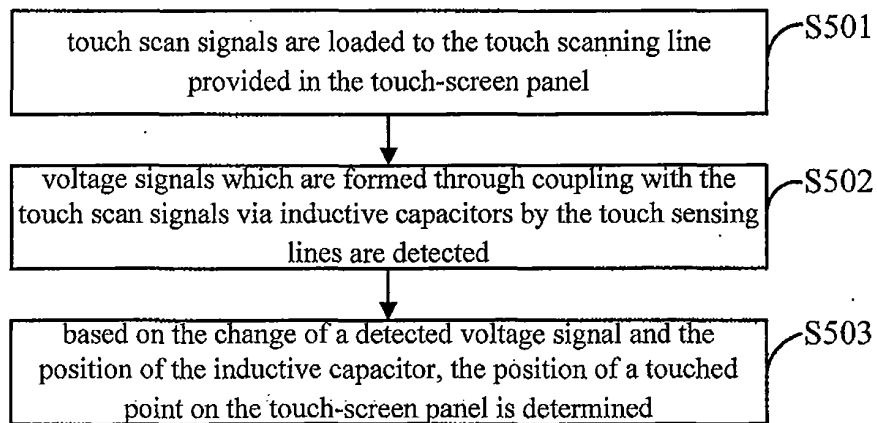 touch scan signals are loaded to the touch scanning line
provided in the touch-screen panel
S501
voltage signals which are formed through coupling with the
touch scan signals via inductive capacitors by the touch sensing
lines are detected
S502
based on the change of a detected voltage signal and the
position of the inductive capacitor, the position of a touched
point on the touch-screen panel is determined
S503